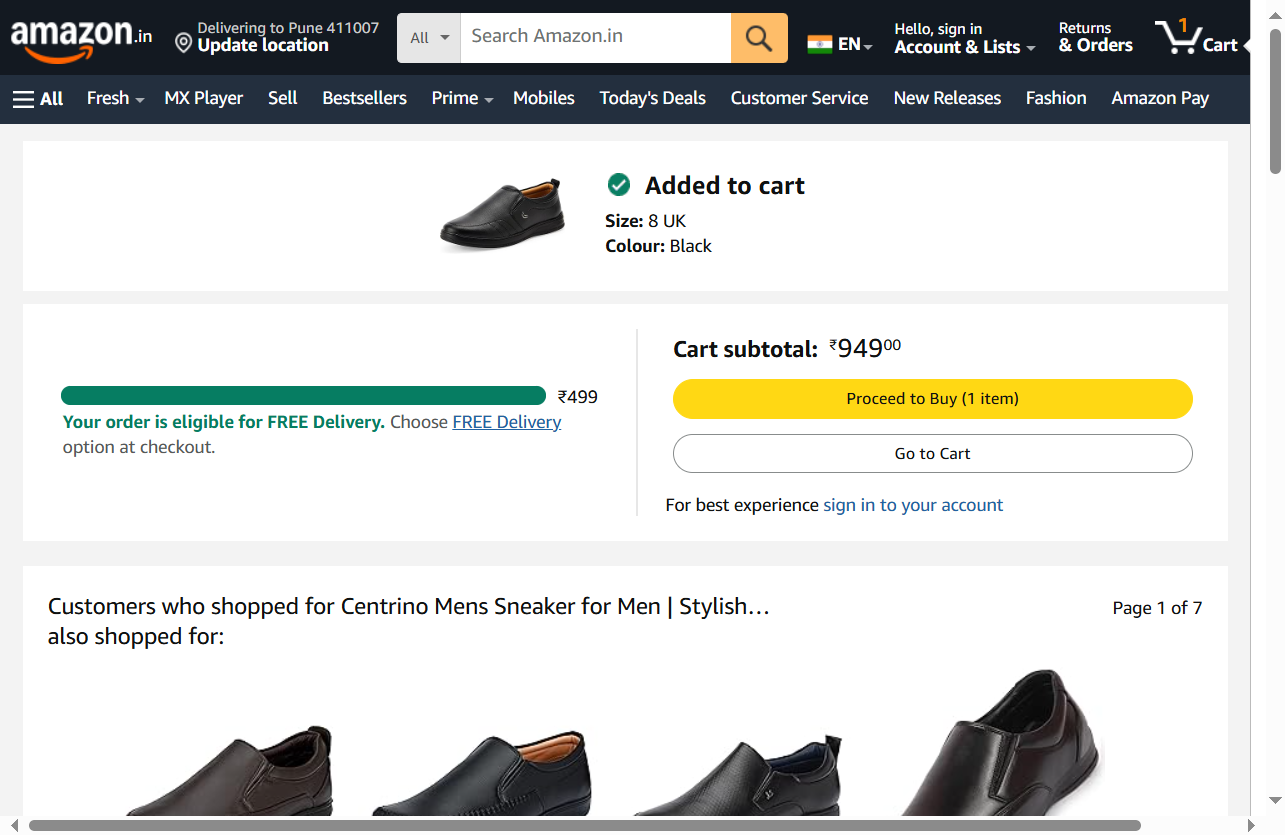 amazon.in
Delivering to Pune 411007
Update location
All
Search Amazon.in
EN
Hello, sign in
Account & Lists
Returns
& Orders
1
Cart
All
Fresh
MX Player
Sell
Bestsellers
Prime
Mobiles
Today's Deals
Customer Service
New Releases
Fashion
Amazon Pay
Added to cart
Size: 8 UK
Colour: Black
₹499
Your order is eligible for FREE Delivery. Choose FREE Delivery
option at checkout.
Cart subtotal: ₹94900
Proceed to Buy (1 item)
Go to Cart
For best experience sign in to your account
Customers who shopped for Centrino Mens Sneaker for Men | Stylish…
also shopped for:
Page 1 of 7